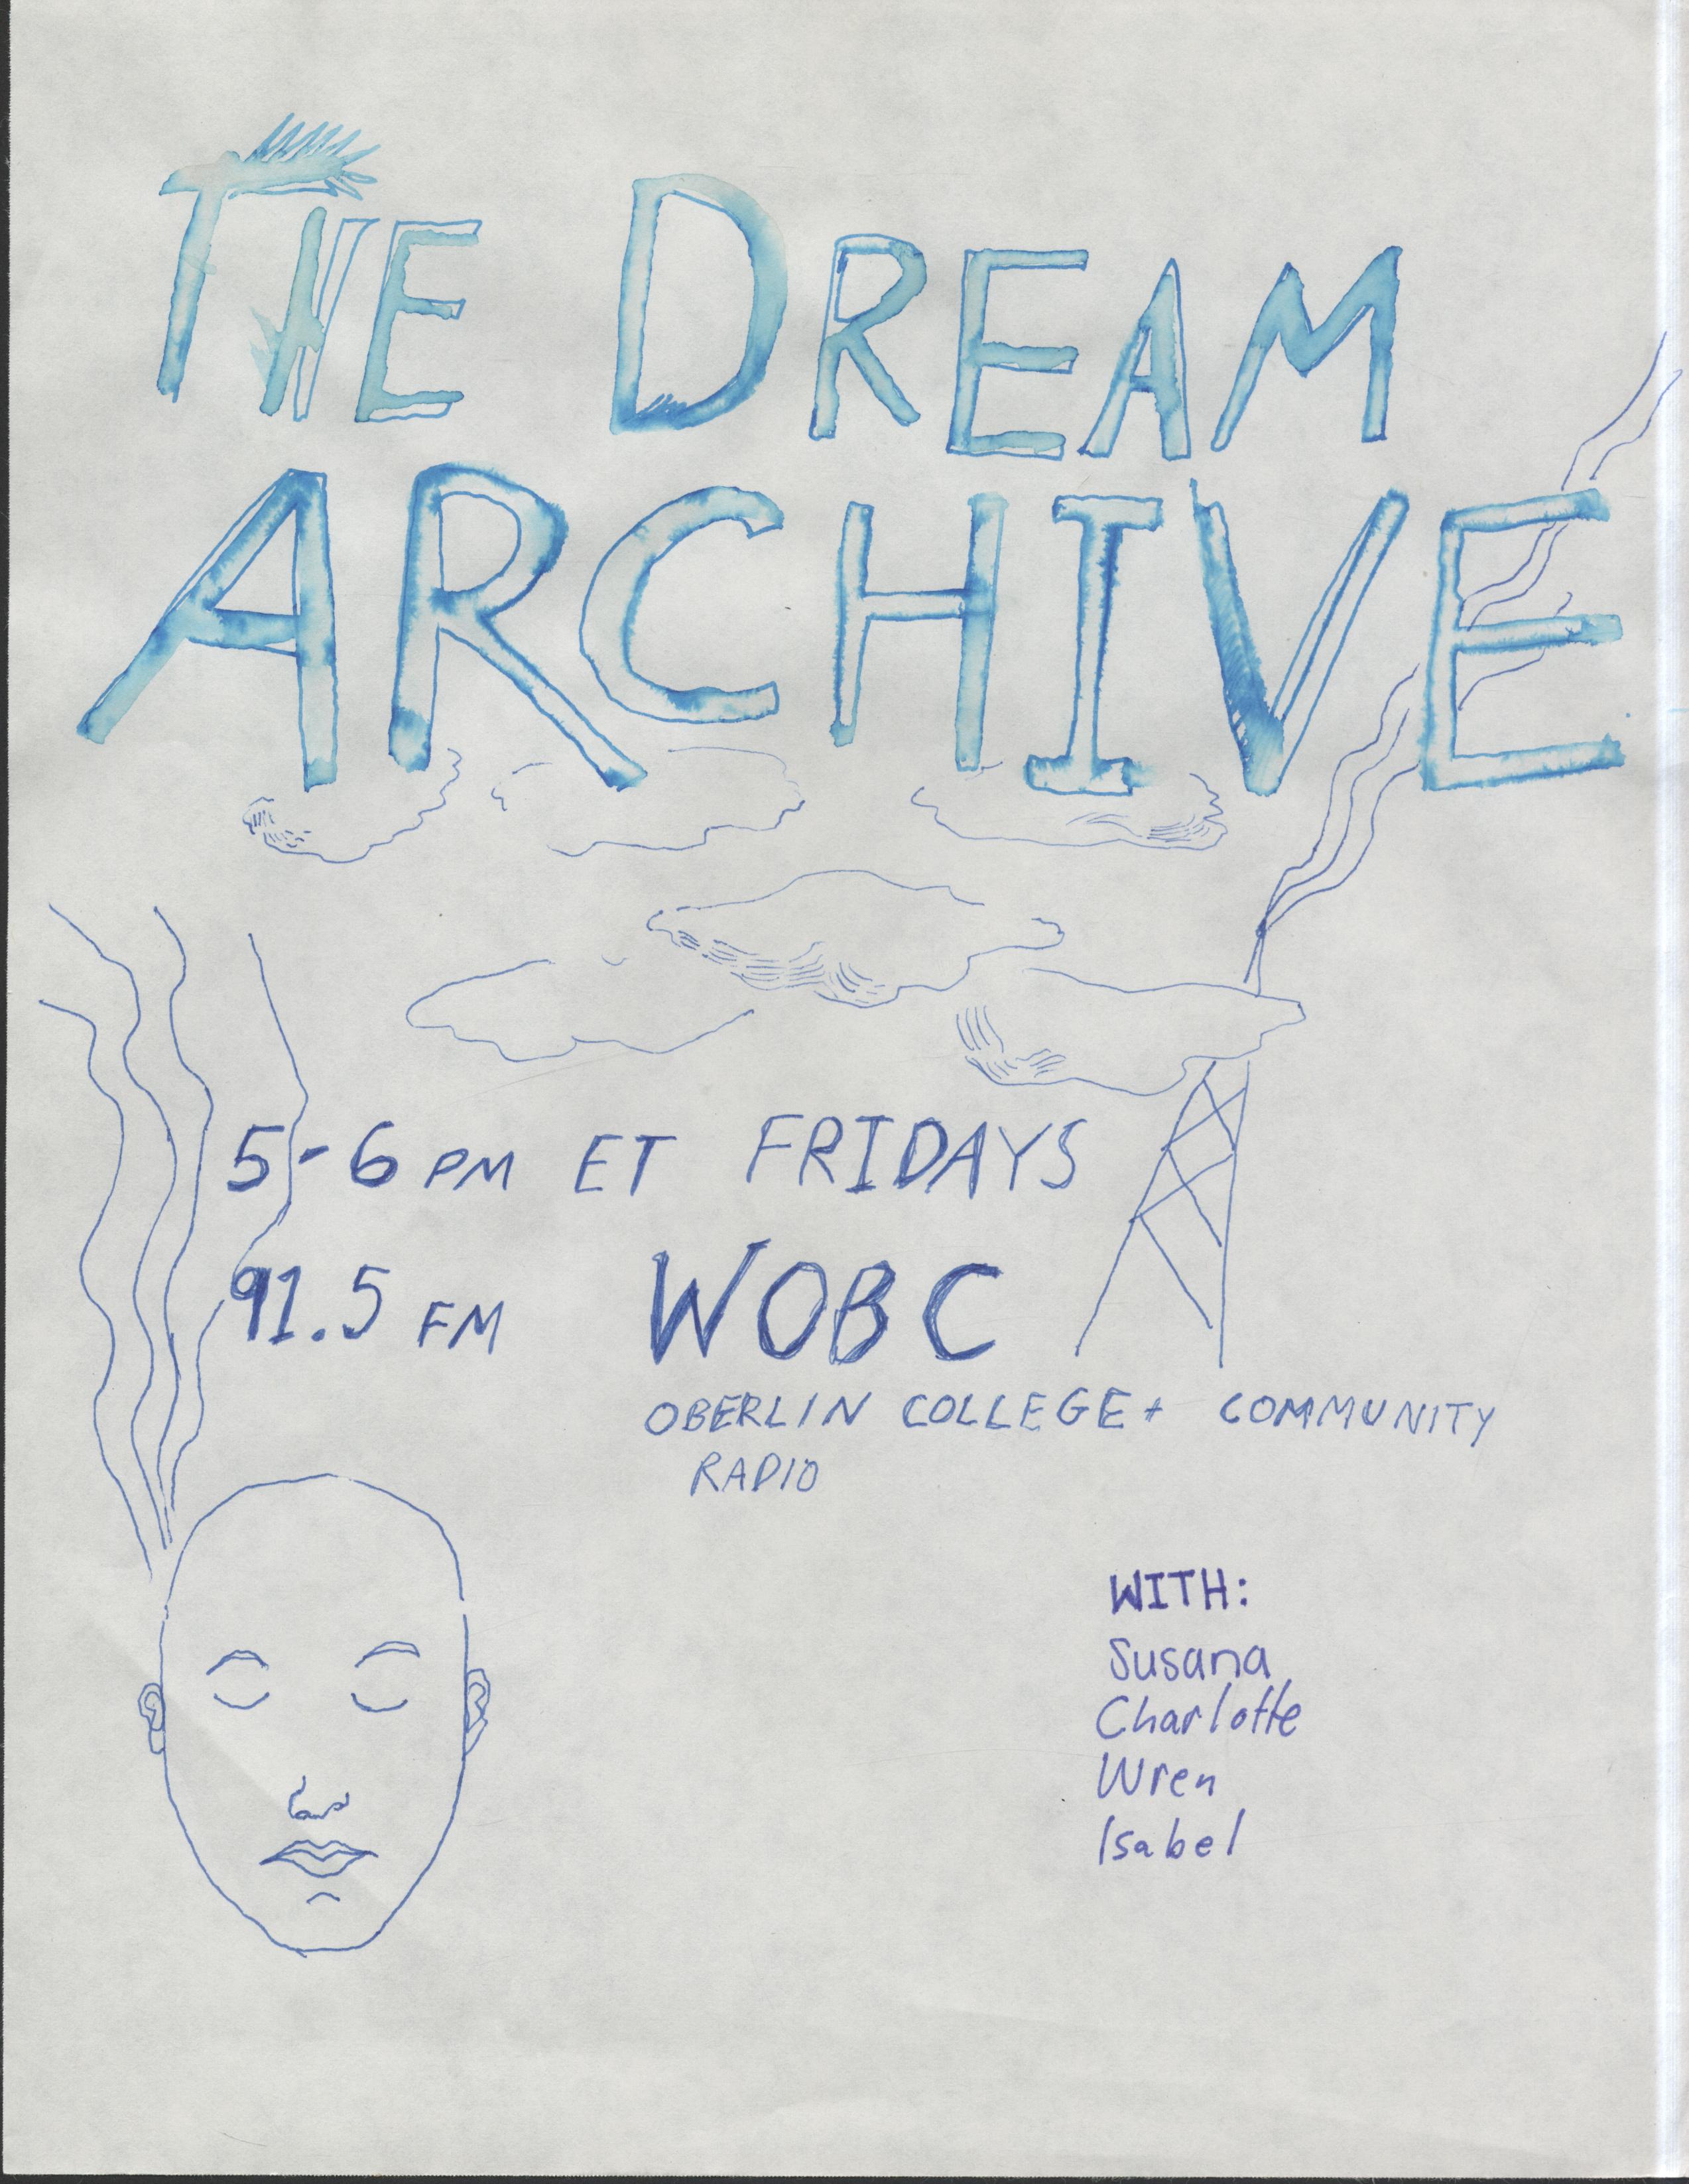 THE DREAM
ARCHIVE
5-6 PM ET FRIDAYS
91.5 FM WOBC
OBERLIN COLLEGE + COMMUNITY
RADIO
WITH:
Susana
Charlotte
Wren
Isabel